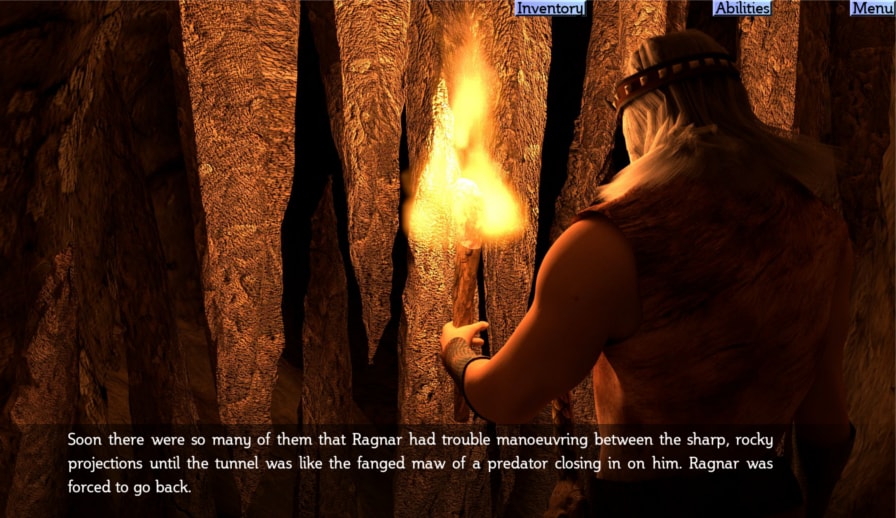 Inventory Abilities Menu
Soon there were so many of them that Ragnar had trouble manoeuvring between the sharp, rocky
projections until the tunnel was like the fanged maw of a predator closing in on him. Ragnar was
forced to go back.